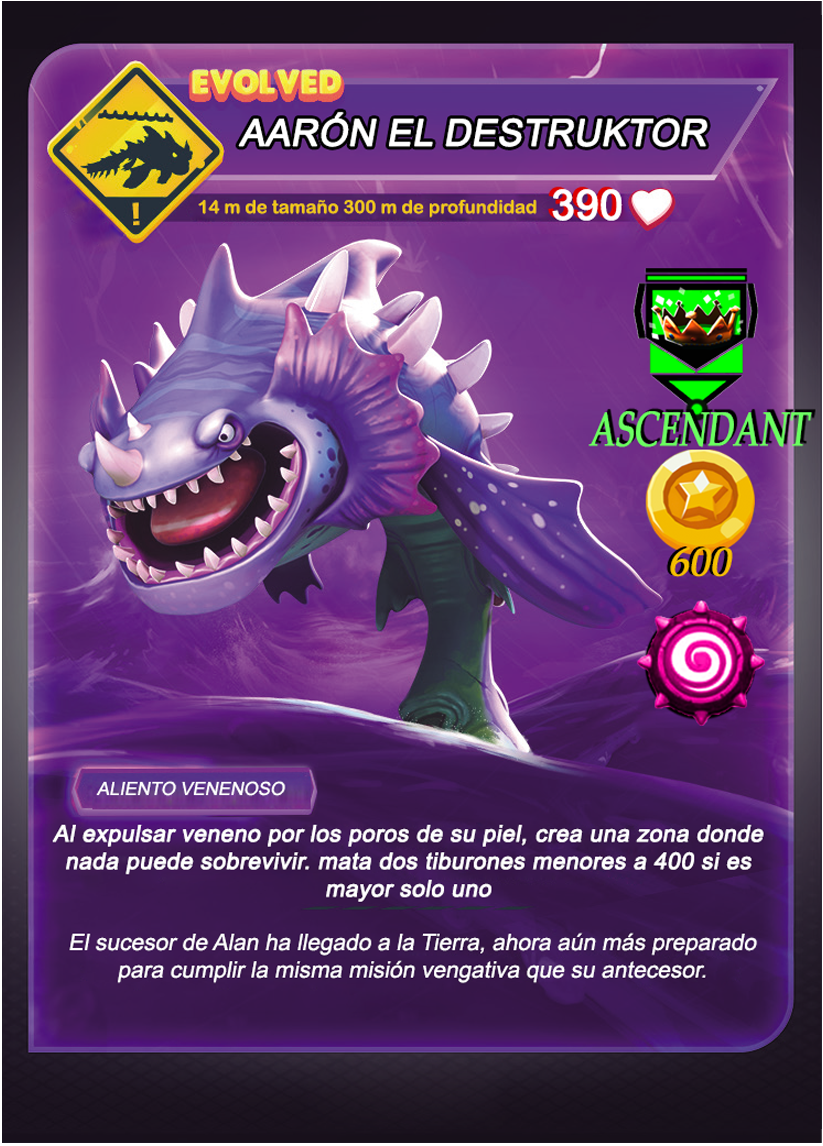 EVOLVED
AARÓN EL DESTRUKTOR
14 m de tamaño 300 m de profundidad 390
!
ASCENDANT
600
ALIENTO VENENOSO
Al expulsar veneno por los poros de su piel, crea una zona donde
nada puede sobrevivir. mata dos tiburones menores a 400 si es
mayor solo uno
El sucesor de Alan ha llegado a la Tierra, ahora aún más preparado
para cumplir la misma misión vengativa que su antecesor.